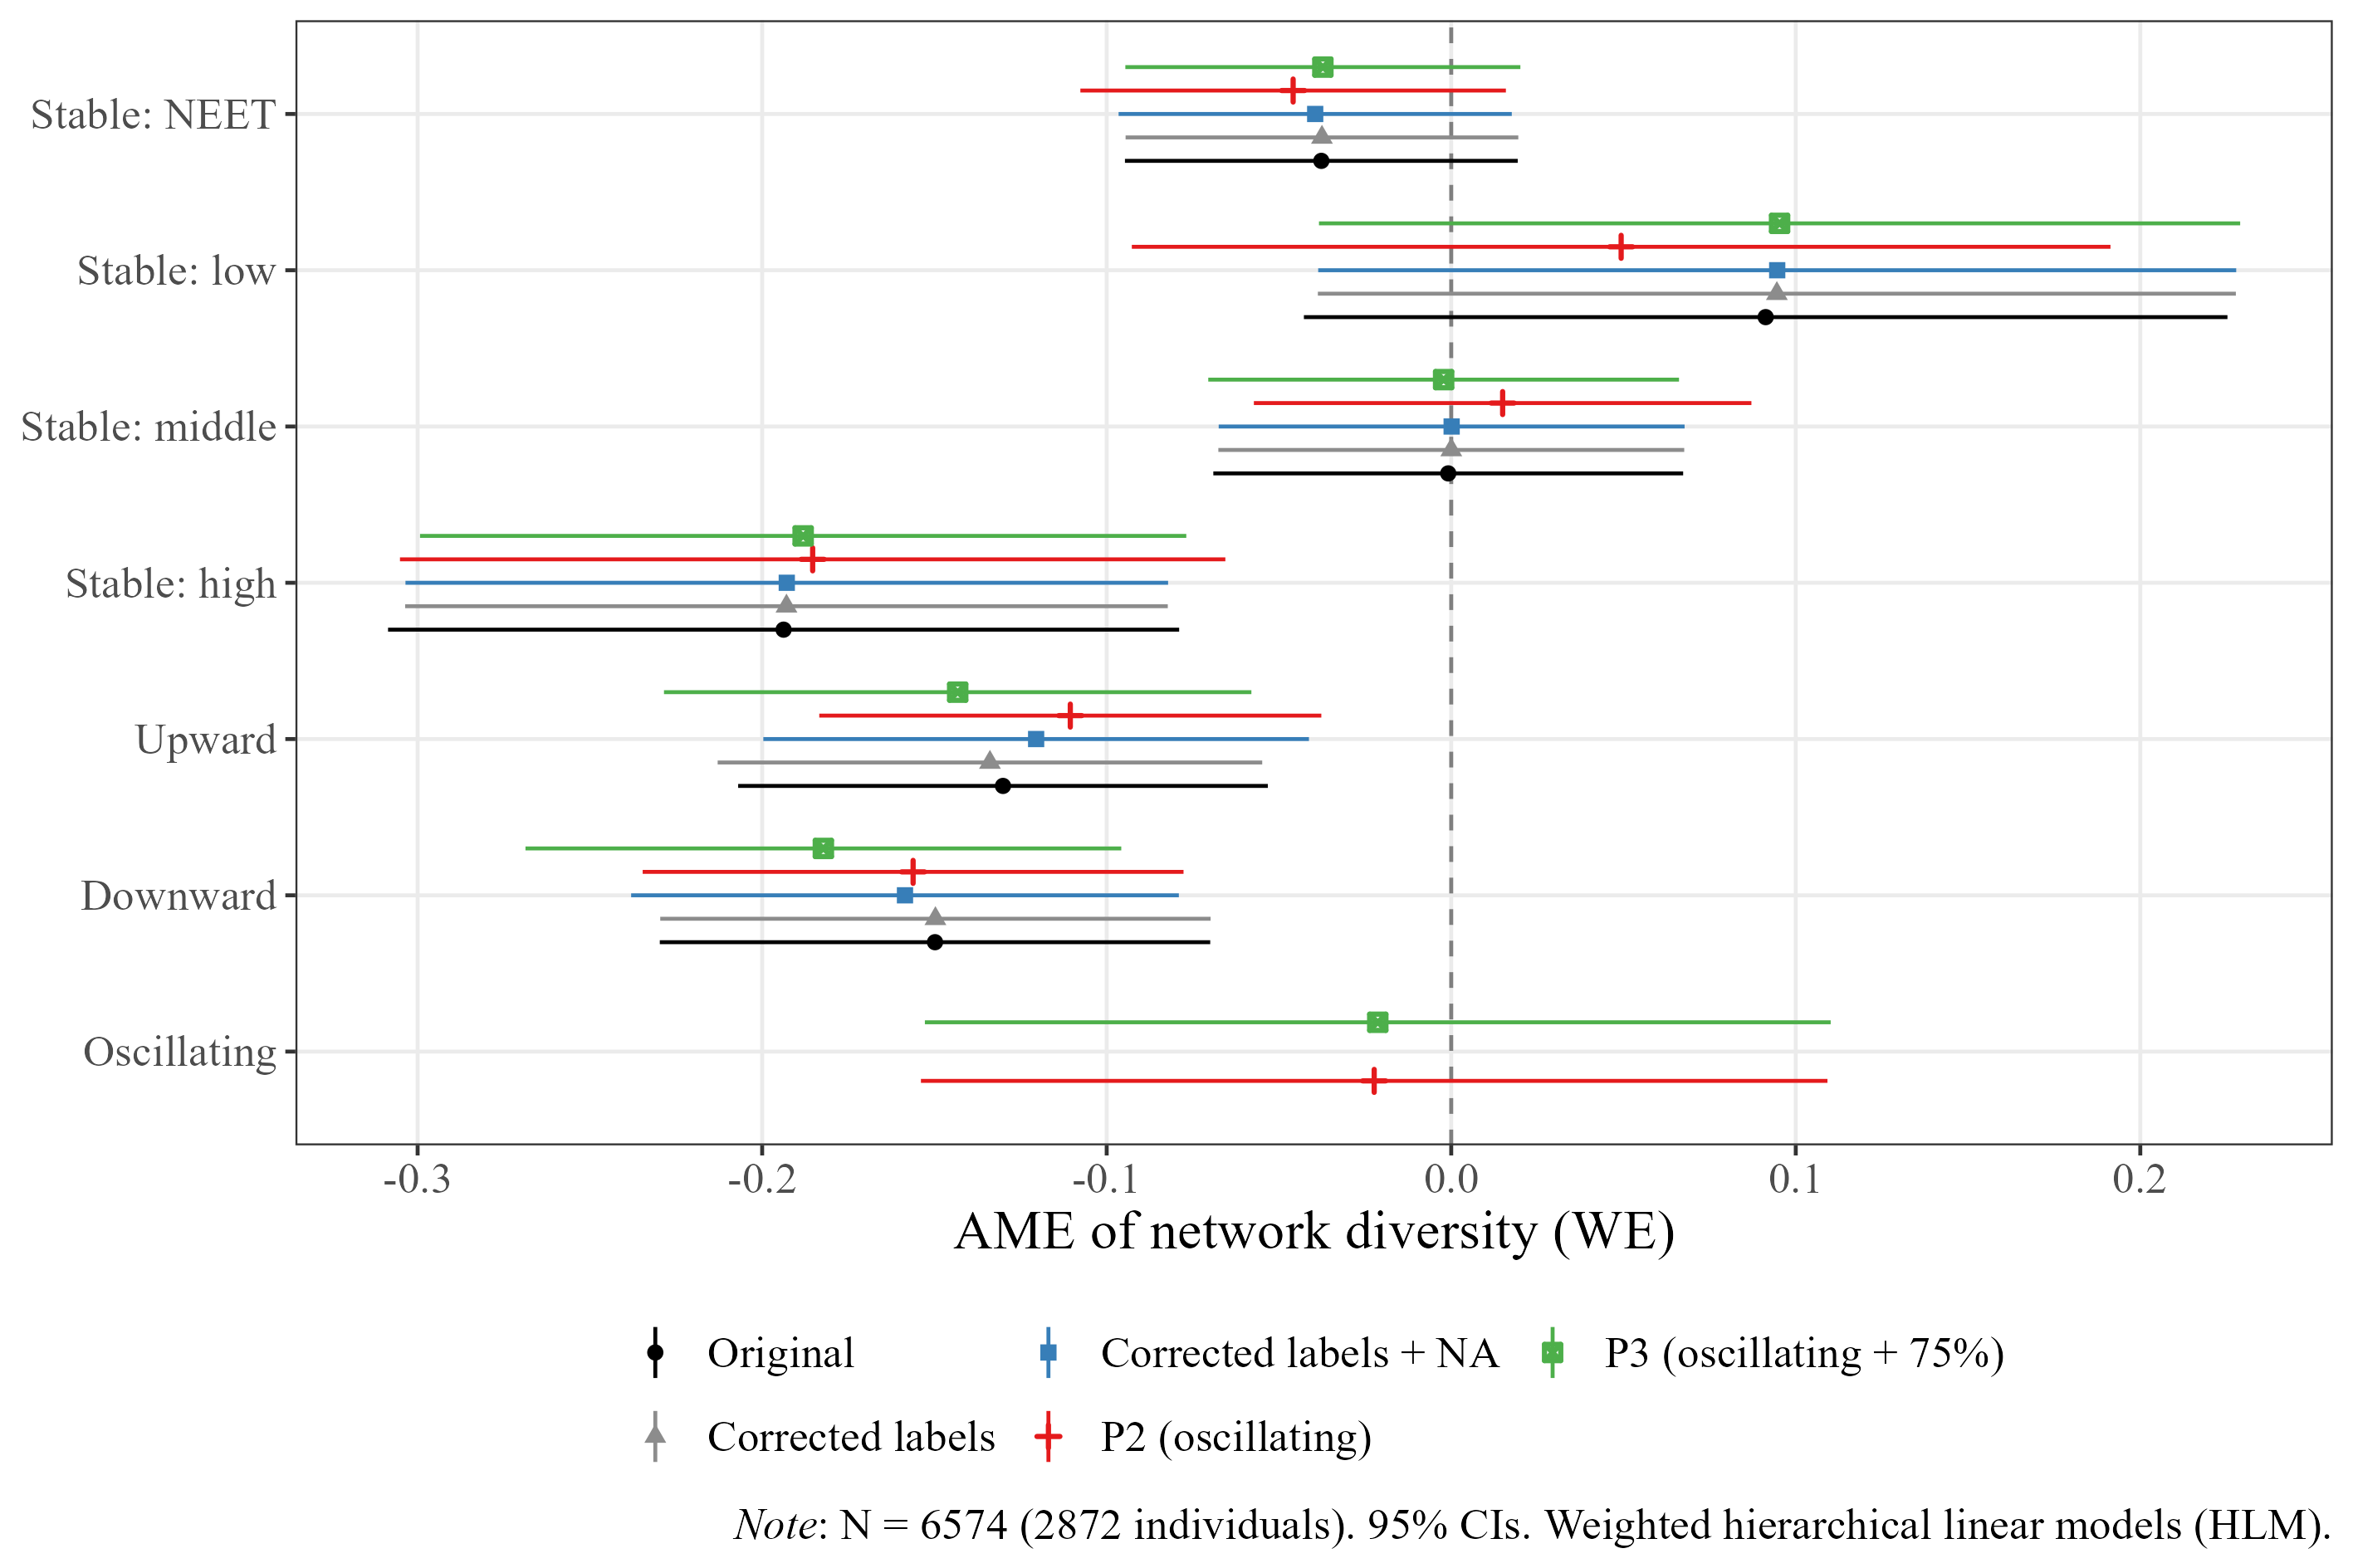 Stable: NEET
Stable: low
Stable: middle
Stable: high
Upward
Downward
Oscillating
-0.3 -0.2 -0.1 0.0 0.1 0.2
AME of network diversity (WE)
Original Corrected labels + NA P3 (oscillating + 75%)
Corrected labels P2 (oscillating)
Note: N = 6574 (2872 individuals). 95% CIs. Weighted hierarchical linear models (HLM).